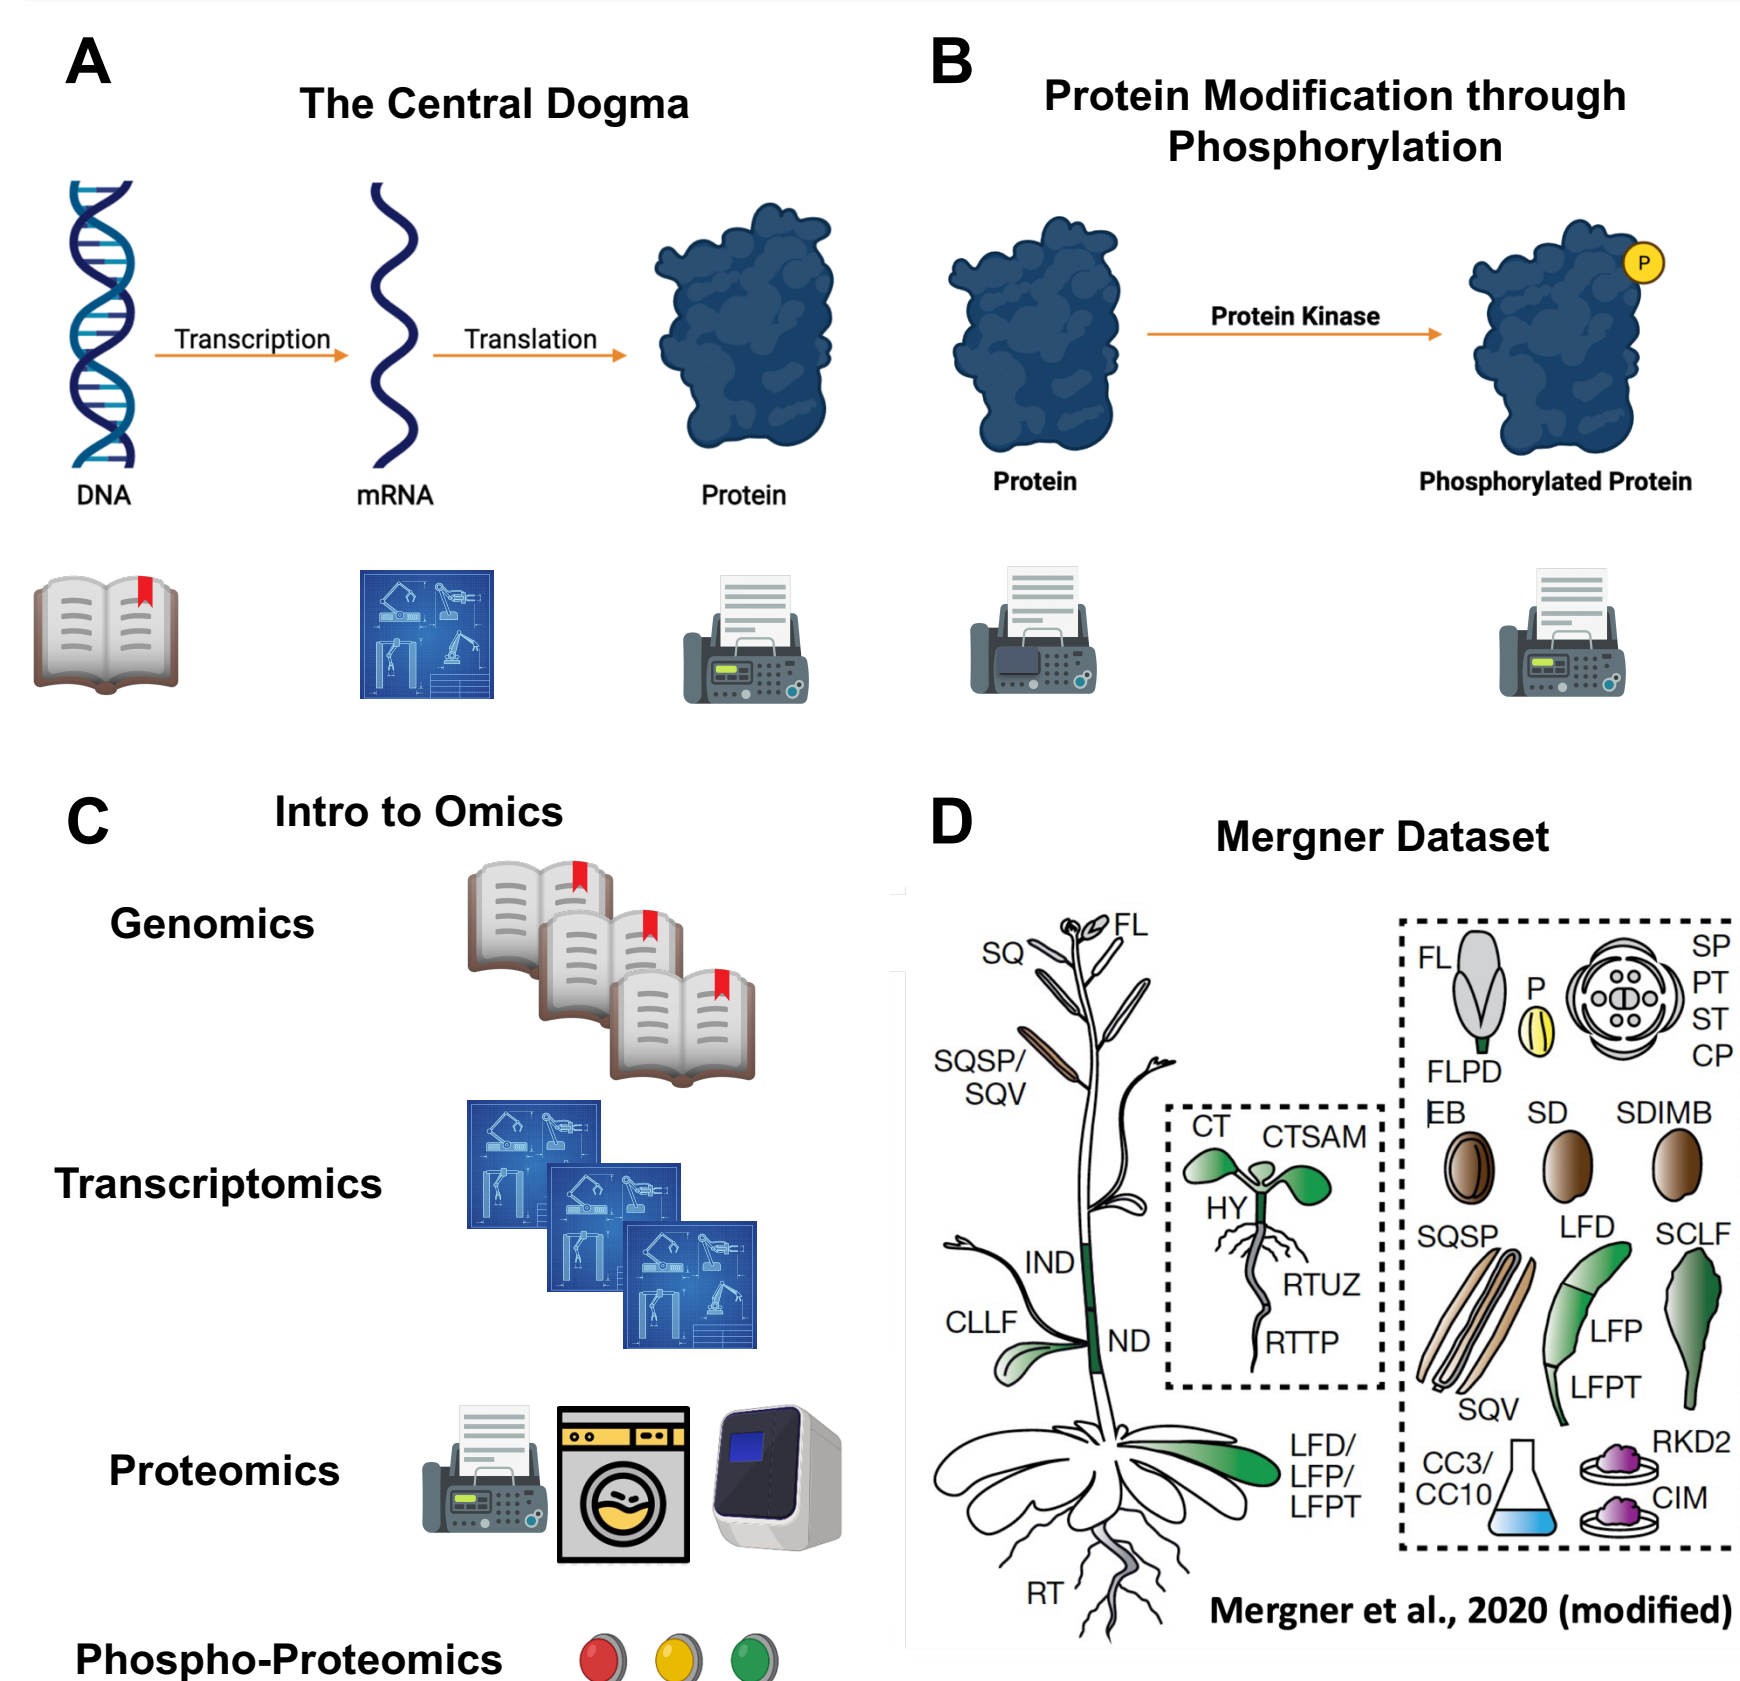 A
The Central Dogma
Transcription
Translation
DNA
mRNA
Protein
B
Protein Modification through
Phosphorylation
P
Protein Kinase
Protein
Phosphorylated Protein
C
Intro to Omics
Genomics
Transcriptomics
Proteomics
Phospho-Proteomics
D
Mergner Dataset
FL
SQ
SQSP/
SQV
IND
CLLF
ND
LFD/
LFP/
LFPT
RT
CT
CTSAM
HY
RTUZ
RTTP
FL
P
SP
PT
ST
CP
FLPD
EB
SD
SDIMB
SQSP
LFD
SCLF
LFP
LFPT
SQV
CC3/
CC10
RKD2
CIM
Mergner et al., 2020 (modified)